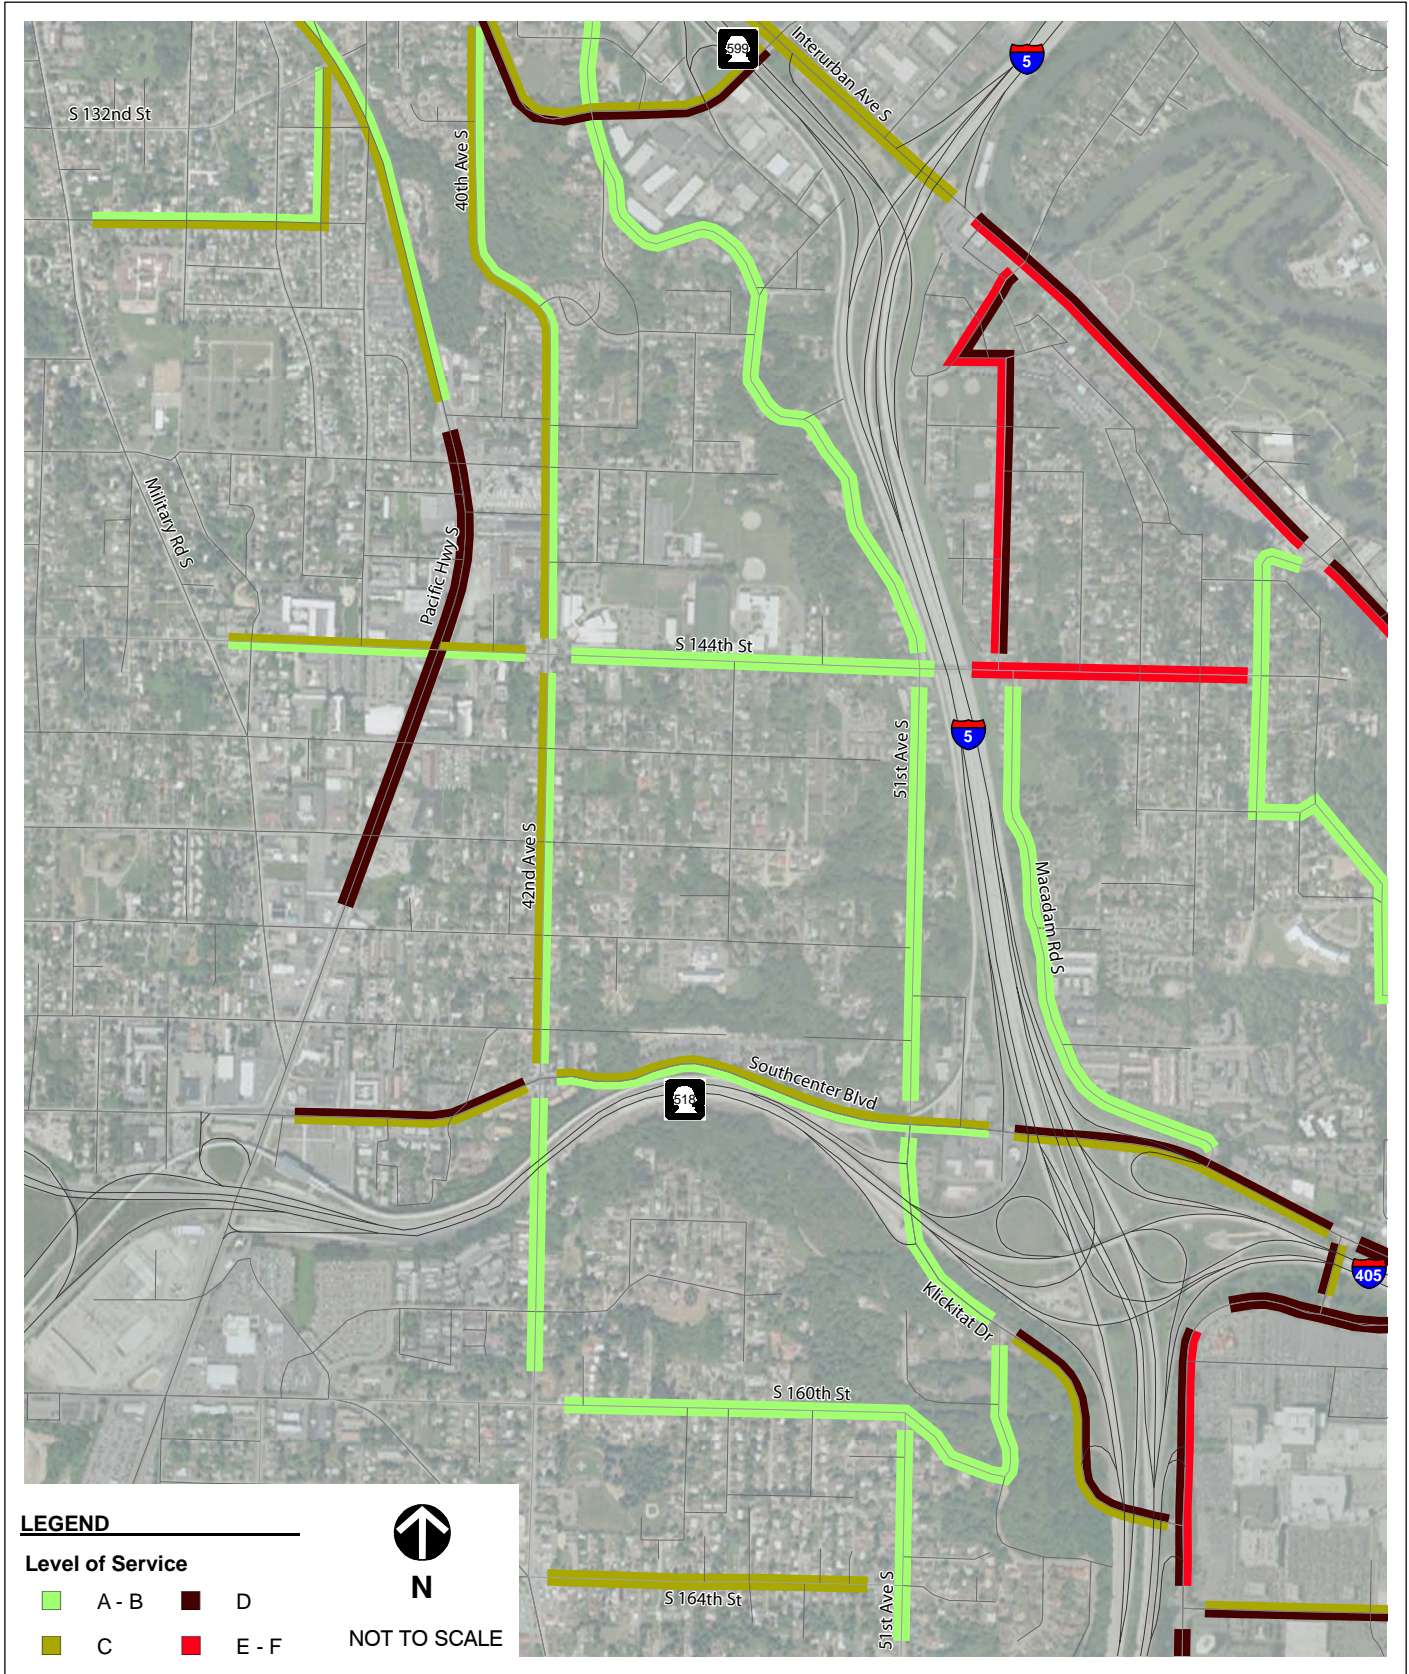 599
Interurban Ave S
5
S 132nd St
40th Ave S
Military Rd S
Pacific Hwy S
S 144th St
51st Ave S
5
42nd Ave S
Macadam Rd S
Southcenter Blvd
518
405
Klickitat Dr
S 160th St
S 164th St
51st Ave S
LEGEND
Level of Service
A - B
D
C
E - F
N
NOT TO SCALE